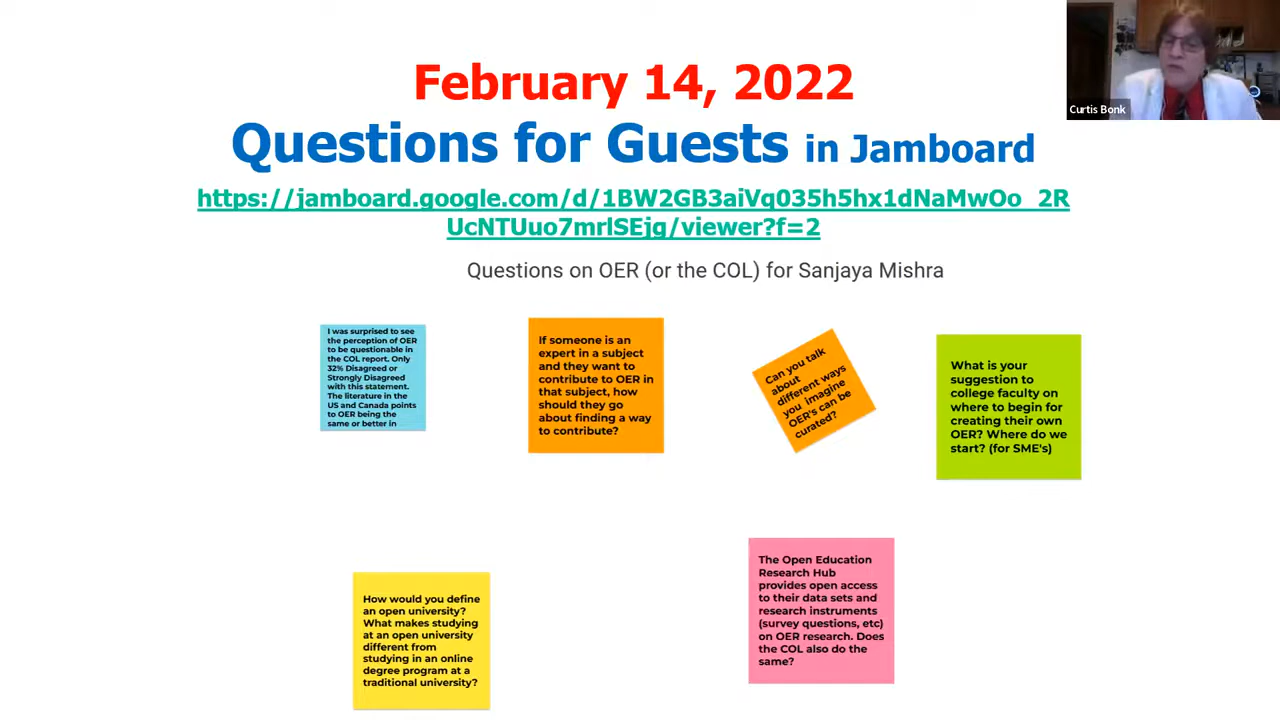 February 14, 2022
Questions for Guests in Jamboard
https://jamboard.google.com/d/1BW2GB3aiVq035h5hx1dNaMwOo_2R
UcNTUuo7mrlSEjg/viewer?f=2
Questions on OER (or the COL) for Sanjaya Mishra
I was surprised to see
the perception of OER
to be questionable in
the COL report. Only
32% Disagreed or
Strongly Disagreed
with this statement.
The literature in the
US and Canada points
to OER being the
same or better in
If someone is an
expert in a subject
and they want to
contribute to OER in
that subject, how
should they go
about finding a way
to contribute?
Can you talk
about
different ways
you imagine
OER's can be
curated?
What is your
suggestion to
college faculty on
where to begin for
creating their own
OER? Where do we
start? (for SME's)
How would you define
an open university?
What makes studying
at an open university
different from
studying in an online
degree program at a
traditional university?
The Open Education
Research Hub
provides open access
to their data sets and
research instruments
(survey questions, etc)
on OER research. Does
the COL also do the
same?
Curtis Bonk